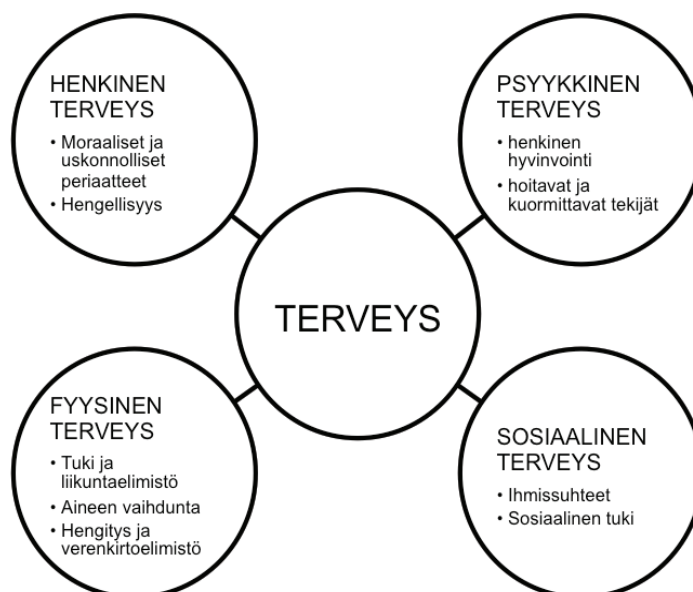 HENKINEN
TERVEYS
• Moraaliset ja
uskonnolliset
periaatteet
• Hengellisyys
PSYYKKINEN
TERVEYS
• henkinen
hyvinvointi
• hoitavat ja
kuormittavat tekijät
TERVEYS
FYYSINEN
TERVEYS
• Tuki ja
liikuntaelimistö
• Aineen vaihdunta
• Hengitys ja
verenkirtoelimistö
SOSIAALINEN
TERVEYS
• Ihmissuhteet
• Sosiaalinen tuki